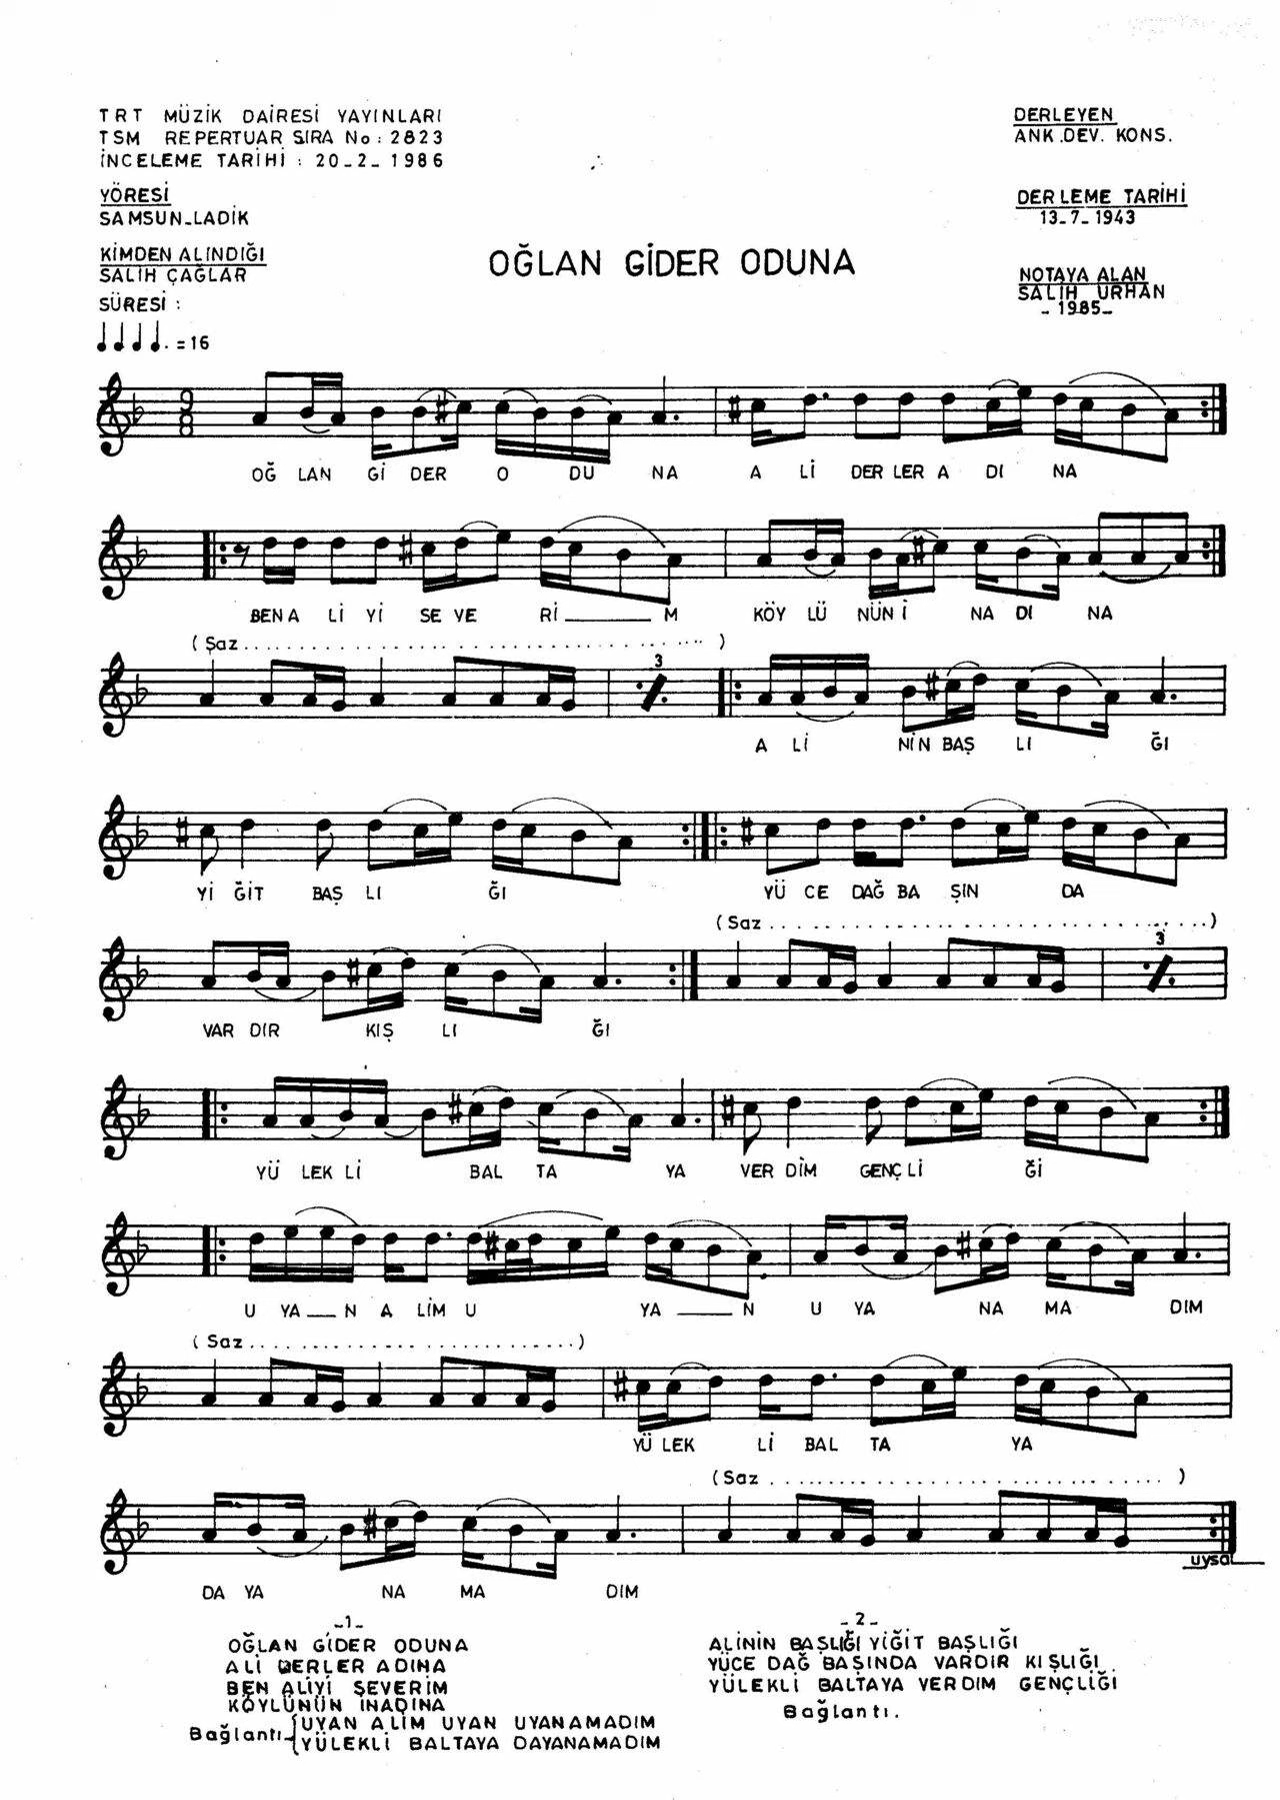 TRT MÜZİK DAİRESİ YAYINLARI
TSM REPERTUAR SIRA No: 2823
İNCELEME TARİHİ : 20-2-1986
DERLEYEN
ANK.DEV. KONS.
YÖRESİ
SAMSUN-LADİK
DERLEME TARİHİ
13-7-1943
KİMDEN ALINDIĞI
SALİH ÇAĞLAR
OĞLAN GİDER ODUNA
NOTAYA ALAN
SALİH URHAN
-1985-
SÜRESİ :
= 16
9
8
OĞ LAN Gİ DER O DU NA A Lİ DER LER A DI NA
BEN A Lİ Yİ SE VE Rİ M KÖY LÜ NÜN İ NA DI NA
(Saz.................)
3
A Lİ NİN BAŞ LI ĞI
Yİ ĞİT BAŞ LI ĞI YÜ CE DAĞ BA ŞIN DA
(Saz.................)
3
VAR DIR KIŞ LI ĞI
YÜ LEK Lİ BAL TA YA VER DİM GENÇ Lİ Ğİ
U YA N A LİM U YA N U YA NA MA DIM
(Saz.................)
YÜ LEK Lİ BAL TA YA
(Saz.................)
DA YA NA MA DIM
uysal
-1-
OĞLAN GİDER ODUNA
ALİ DERLER ADINA
BEN ALİYİ SEVERİM
KÖYLÜNÜN İNADINA
Bağlantı {UYAN ALİM UYAN UYANAMADIM
YÜLEKLİ BALTAYA DAYANAMADIM
-2-
ALİNİN BAŞLIĞI YİĞİT BAŞLIĞI
YÜCE DAĞ BAŞINDA VARDIR KIŞLIĞI
YÜLEKLİ BALTAYA VERDİM GENÇLİĞİ
Bağlantı.